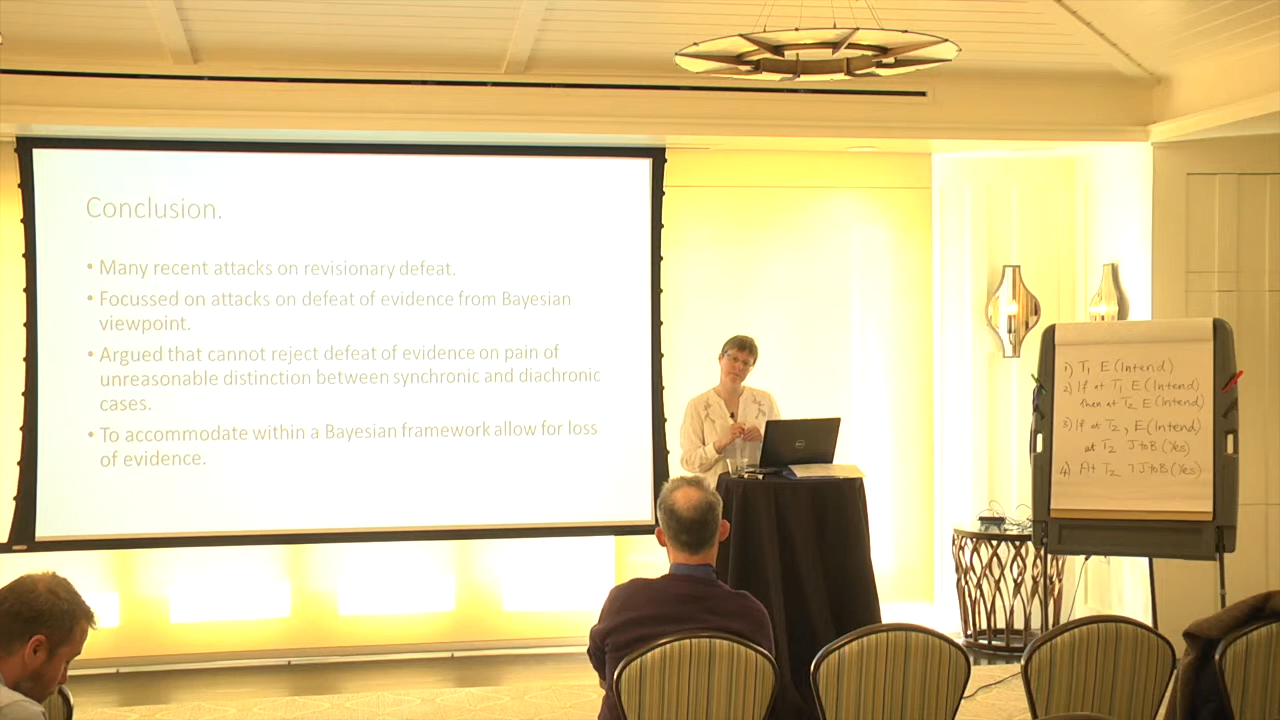 Conclusion.
• Many recent attacks on revisionary defeat.
• Focussed on attacks on defeat of evidence from Bayesian
viewpoint.
• Argued that cannot reject defeat of evidence on pain of
unreasonable distinction between synchronic and diachronic
cases.
• To accommodate within a Bayesian framework allow for loss
of evidence.
1) T₁ E(Intend)
2) If at T₁ E(Intend)
then at T₂ E(Intend)
3) If at T₂, E(Intend)
at T₂ JtoB(Yes)
4) At T₂ ¬JtoB(Yes)
DELL